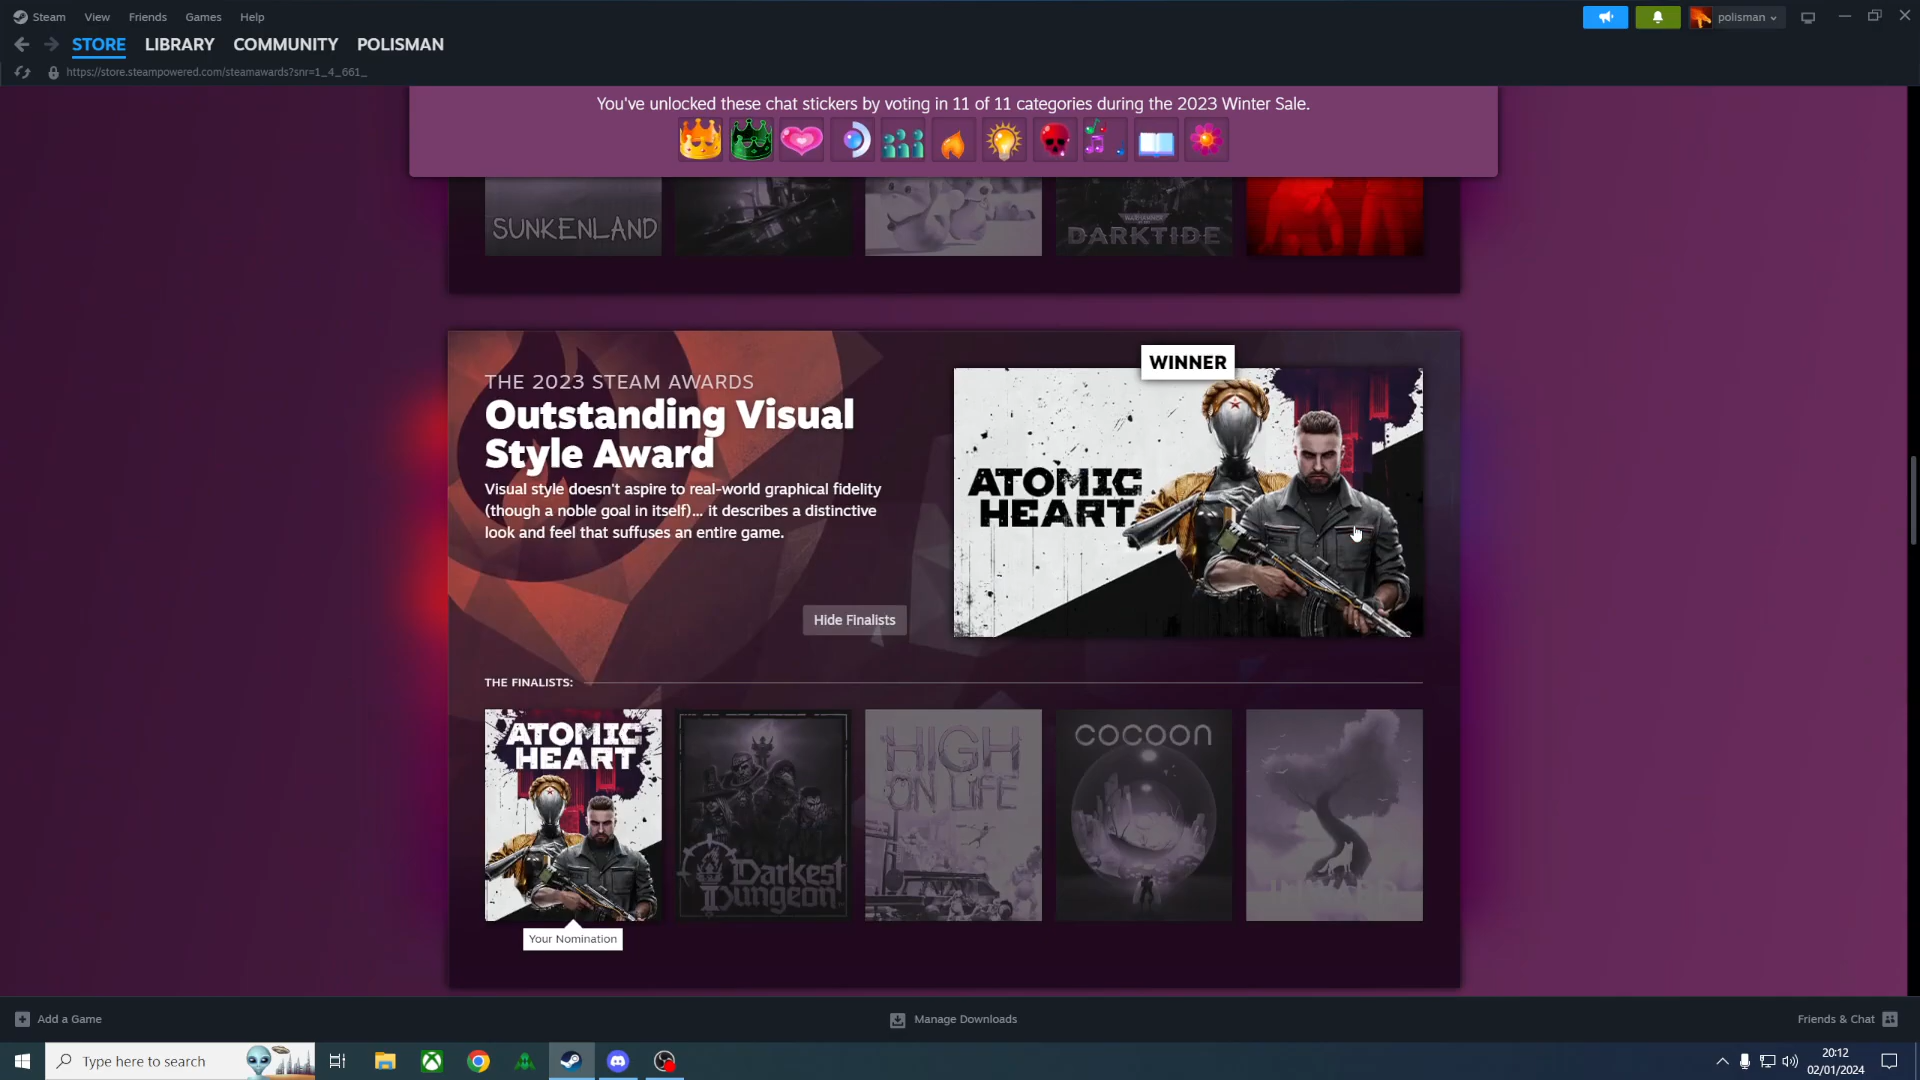 Steam View Friends Games Help
polisman
STORE LIBRARY COMMUNITY POLISMAN
https://store.steampowered.com/steamawards?snr=1_4_661_
You've unlocked these chat stickers by voting in 11 of 11 categories during the 2023 Winter Sale.
SUNKENLAND
WARHAMMER
DARKTIDE
WINNER
THE 2023 STEAM AWARDS
Outstanding Visual
Style Award
Visual style doesn't aspire to real-world graphical fidelity
(though a noble goal in itself)... it describes a distinctive
look and feel that suffuses an entire game.
ATOMIC
HEART
Hide Finalists
THE FINALISTS:
ATOMIC
HEART
Darkest
Dungeon
HIGH
ON LIFE
COCOON
Your Nomination
Add a Game
Manage Downloads
Friends & Chat
Type here to search
20:12
02/01/2024